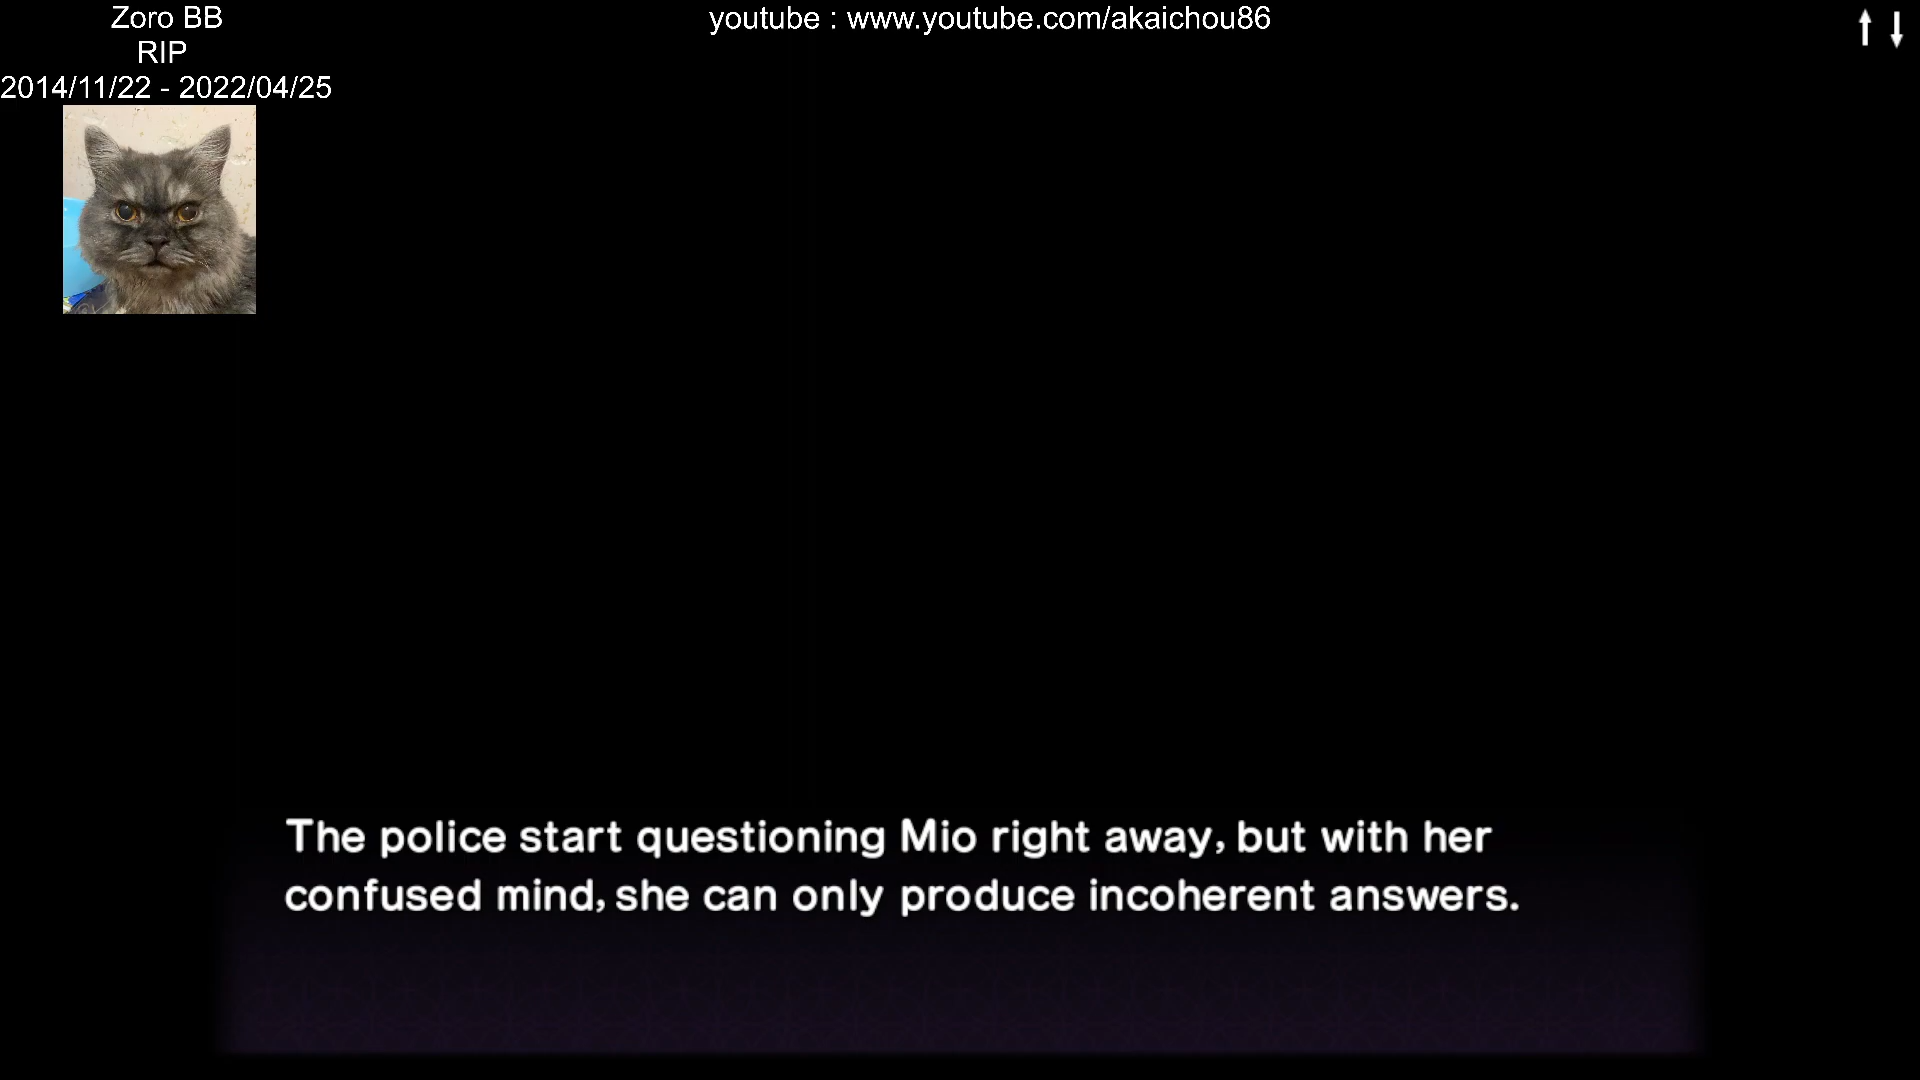 Zoro BB
RIP
2014/11/22 - 2022/04/25
youtube : www.youtube.com/akaichou86
The police start questioning Mio right away, but with her
confused mind, she can only produce incoherent answers.